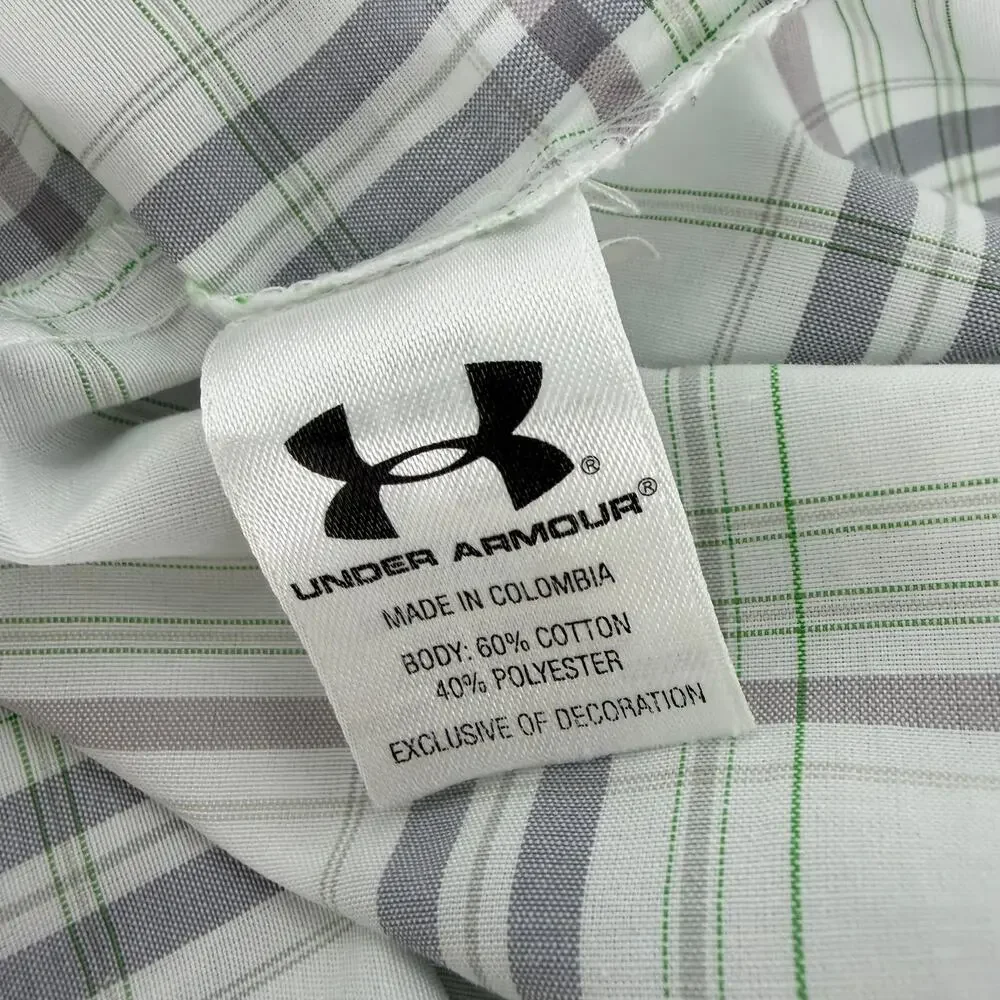 ®
UNDER ARMOUR®
MADE IN COLOMBIA
BODY: 60% COTTON
40% POLYESTER
EXCLUSIVE OF DECORATION